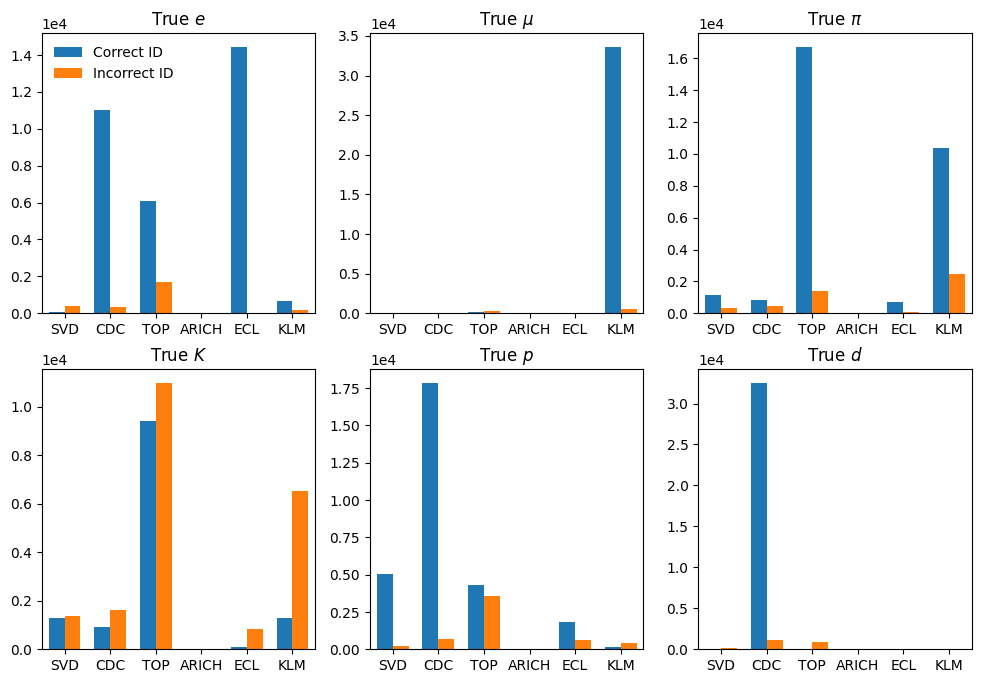 True e
1e4
1.4
1.2
1.0
0.8
0.6
0.4
0.2
0.0
Correct ID
Incorrect ID
SVD CDC TOP ARICH ECL KLM
True μ
1e4
3.5
3.0
2.5
2.0
1.5
1.0
0.5
0.0
SVD CDC TOP ARICH ECL KLM
True π
1e4
1.6
1.4
1.2
1.0
0.8
0.6
0.4
0.2
0.0
SVD CDC TOP ARICH ECL KLM
True K
1e4
1.0
0.8
0.6
0.4
0.2
0.0
SVD CDC TOP ARICH ECL KLM
True p
1e4
1.75
1.50
1.25
1.00
0.75
0.50
0.25
0.00
SVD CDC TOP ARICH ECL KLM
True d
1e4
3.0
2.5
2.0
1.5
1.0
0.5
0.0
SVD CDC TOP ARICH ECL KLM